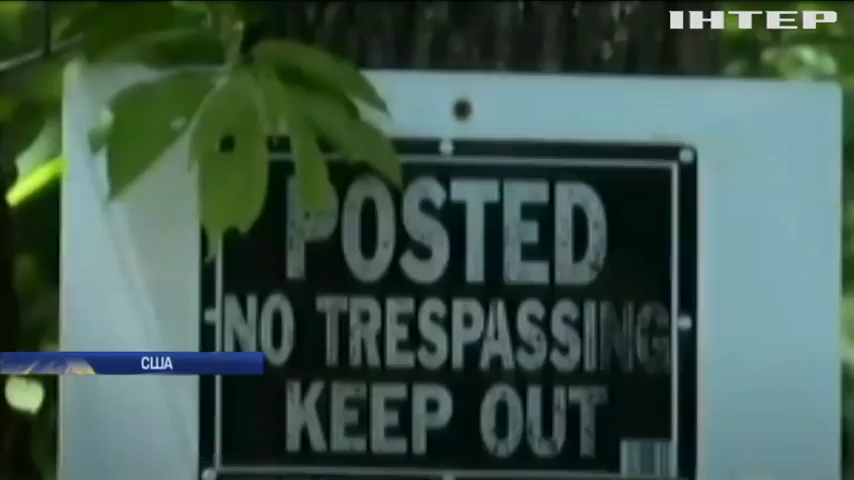 ІНТЕР
POSTED
NO TRESPASSING
KEEP OUT
США